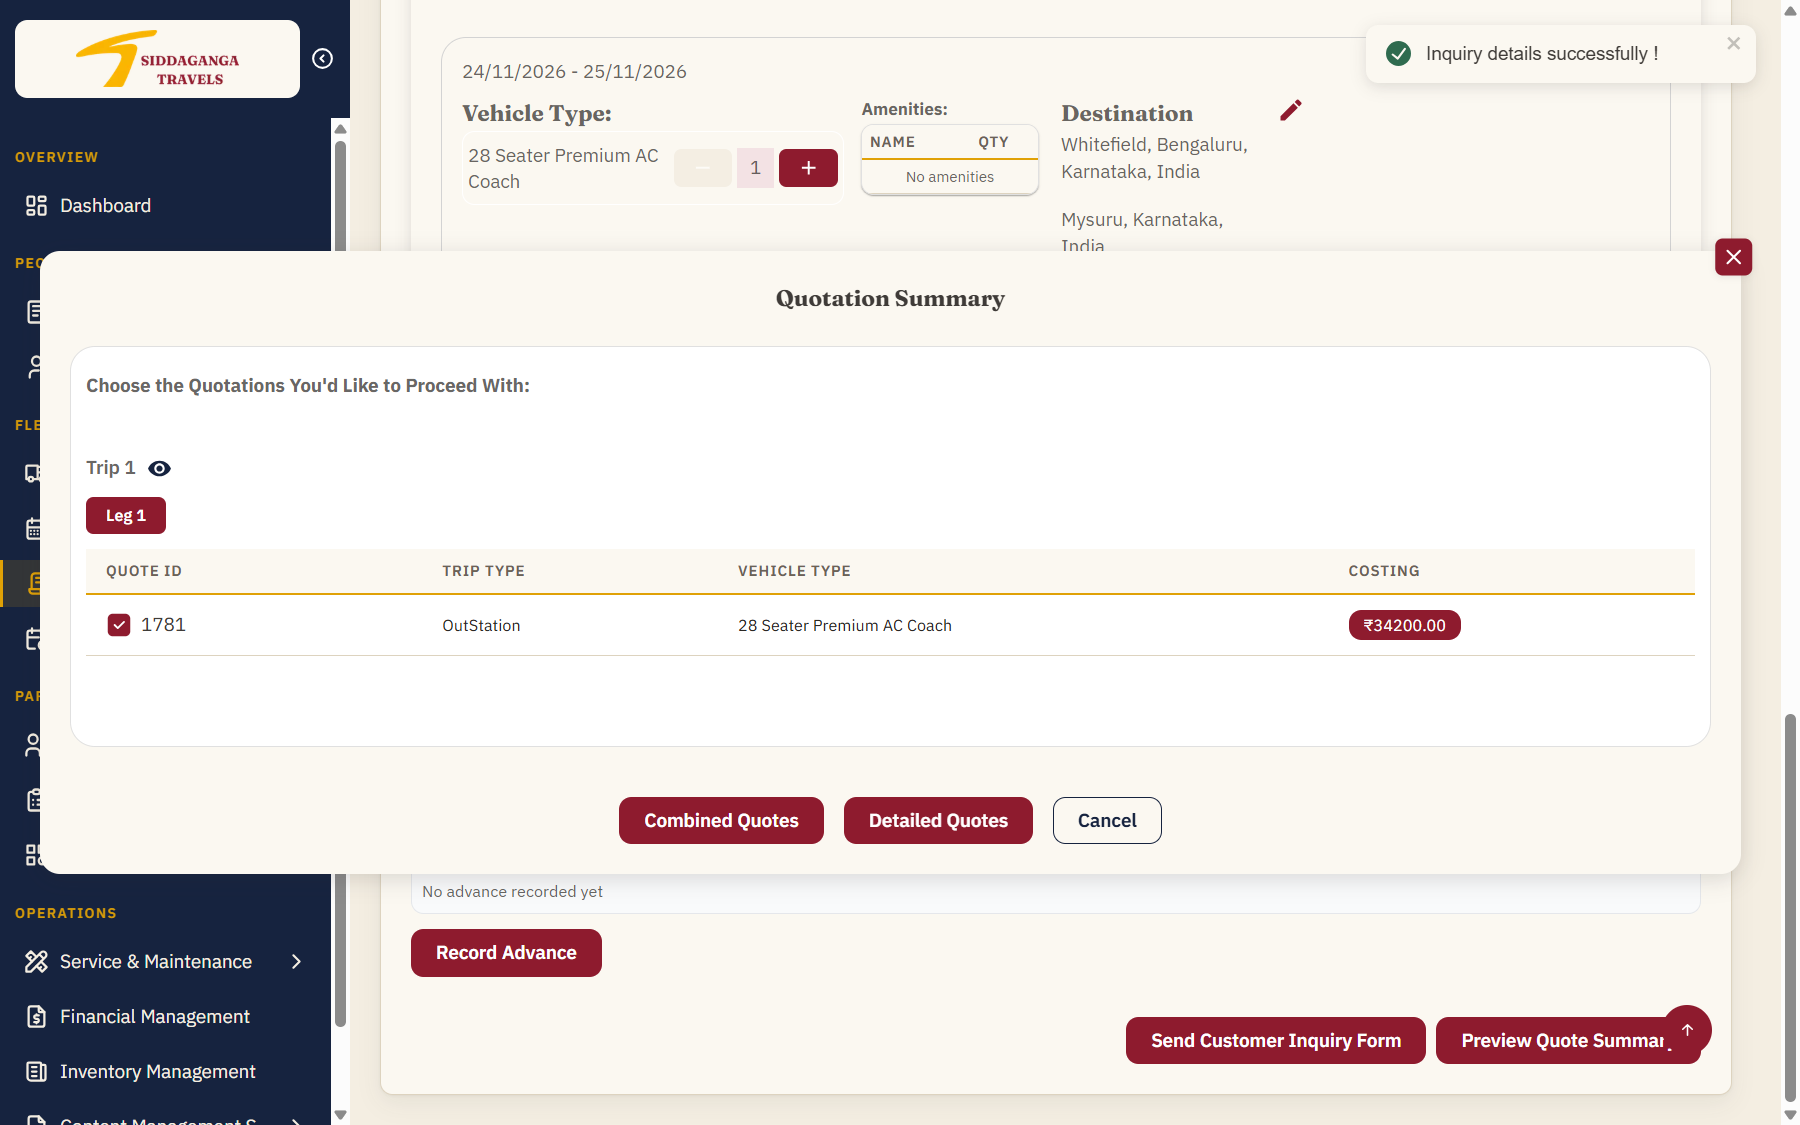 SIDDAGANGA
TRAVELS
OVERVIEW
Dashboard
OPERATIONS
Service & Maintenance
Financial Management
Inventory Management
24/11/2026 - 25/11/2026
Vehicle Type:
28 Seater Premium AC
Coach
1
Amenities:
NAME QTY
No amenities
Destination
Whitefield, Bengaluru,
Karnataka, India
Mysuru, Karnataka,
India
Inquiry details successfully !
Quotation Summary
Choose the Quotations You'd Like to Proceed With:
Trip 1
Leg 1
QUOTE ID TRIP TYPE VEHICLE TYPE COSTING
1781 OutStation 28 Seater Premium AC Coach ₹34200.00
Combined Quotes Detailed Quotes Cancel
No advance recorded yet
Record Advance
Send Customer Inquiry Form Preview Quote